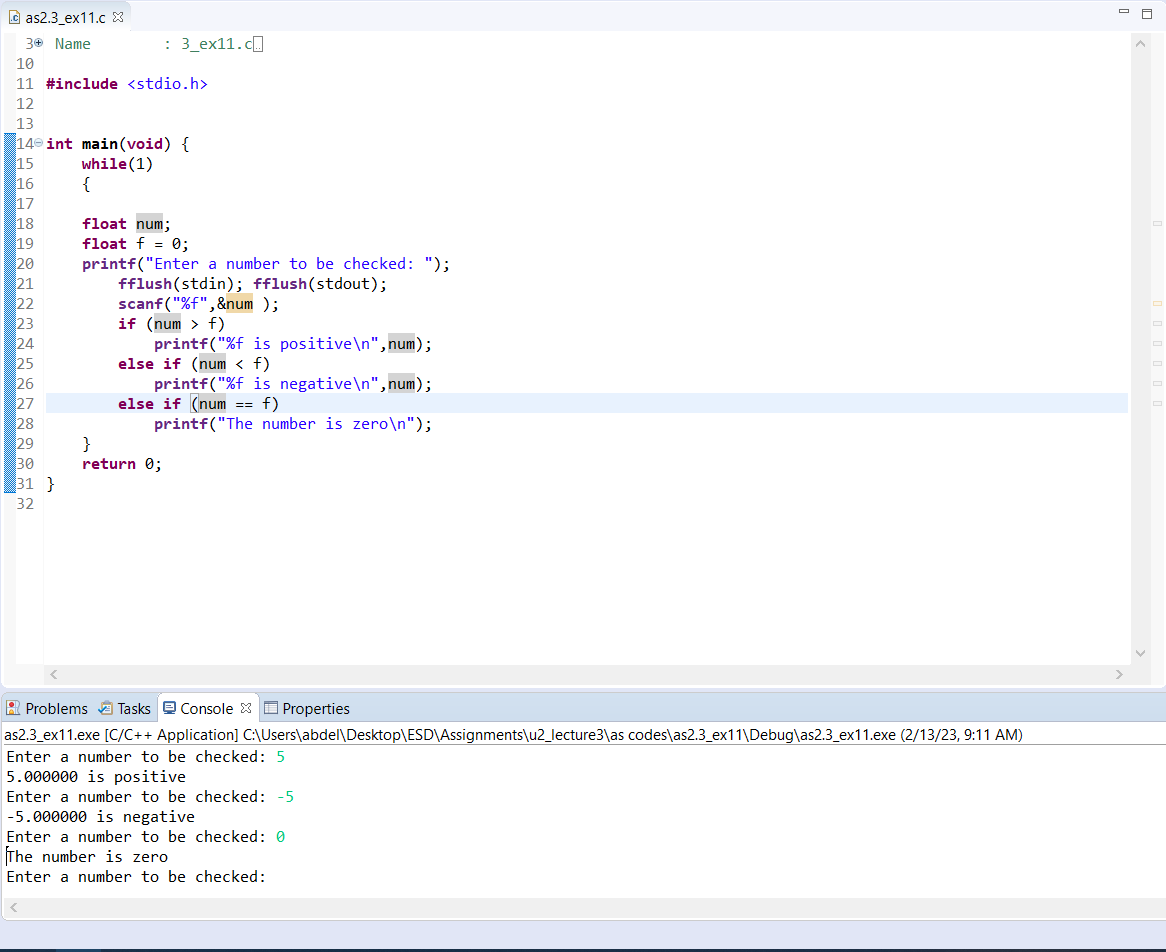 as2.3_ex11.c
3 Name        : 3_ex11.c
10
11 #include <stdio.h>
12
13
14 int main(void) {
15     while(1)
16     {
17
18     float num;
19     float f = 0;
20     printf("Enter a number to be checked: ");
21         fflush(stdin); fflush(stdout);
22         scanf("%f",&num );
23         if (num > f)
24             printf("%f is positive\n",num);
25         else if (num < f)
26             printf("%f is negative\n",num);
27         else if (num == f)
28             printf("The number is zero\n");
29     }
30     return 0;
31 }
32
Problems Tasks Console Properties
as2.3_ex11.exe [C/C++ Application] C:\Users\abdel\Desktop\ESD\Assignments\u2_lecture3\as codes\as2.3_ex11\Debug\as2.3_ex11.exe (2/13/23, 9:11 AM)
Enter a number to be checked: 5
5.000000 is positive
Enter a number to be checked: -5
-5.000000 is negative
Enter a number to be checked: 0
The number is zero
Enter a number to be checked: